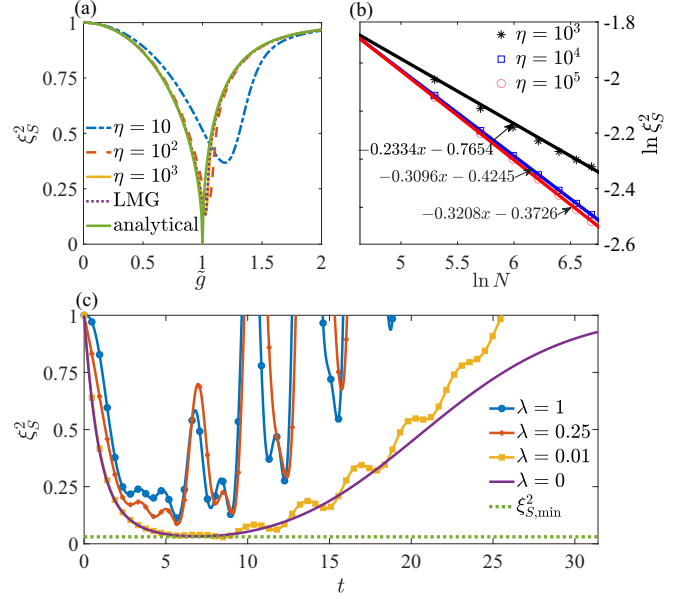 (a)
1
0.75
0.5
0.25
0
ξ_S^2
η = 10
η = 10^2
η = 10^3
LMG
analytical
0 0.5 1 1.5 2
g̃
(b)
-1.8
-2
-2.2
-2.4
-2.6
ln ξ_S^2
η = 10^3
η = 10^4
η = 10^5
-0.2334x - 0.7654
-0.3096x - 0.4245
-0.3208x - 0.3726
5 5.5 6 6.5
ln N
(c)
1
0.75
0.5
0.25
0
ξ_S^2
λ = 1
λ = 0.25
λ = 0.01
λ = 0
ξ_{S,min}^2
0 5 10 15 20 25 30
t